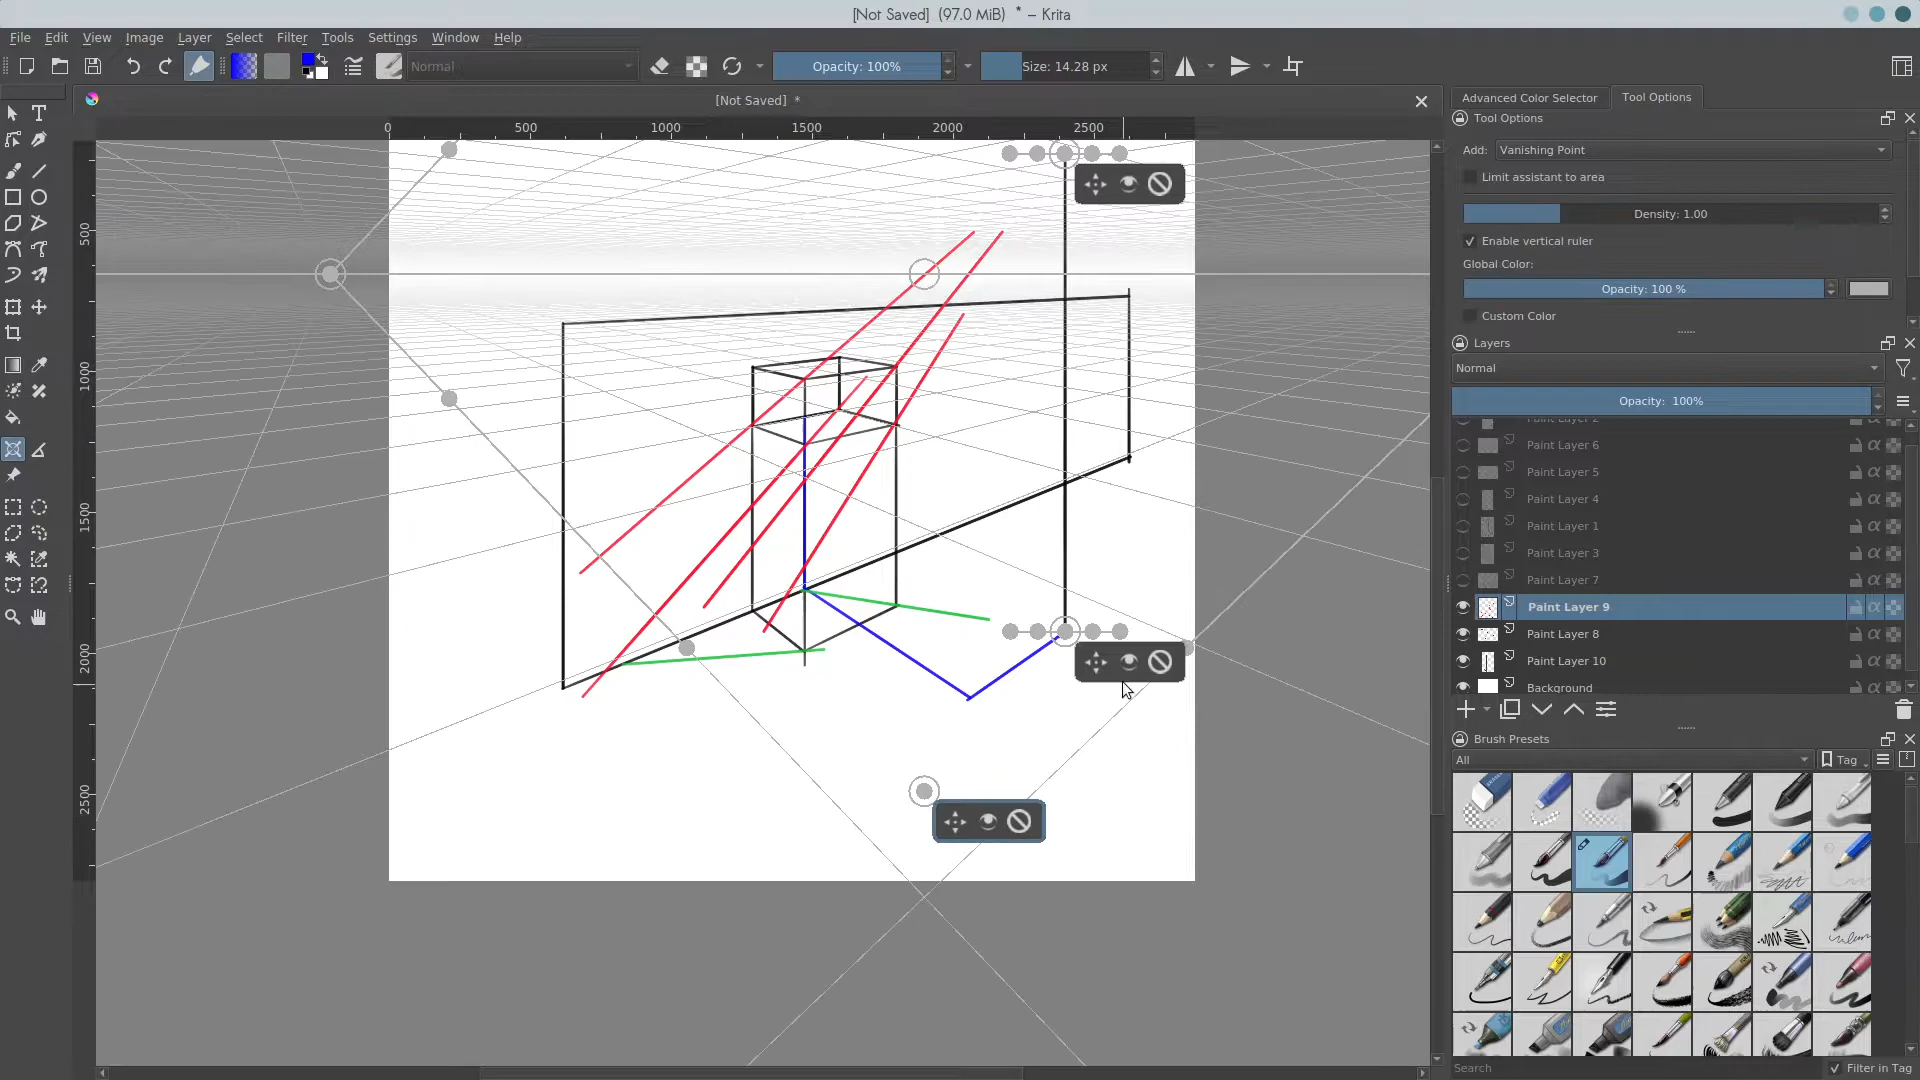 [Not Saved]  (97.0 MiB)  * – Krita
File Edit View Image Layer Select Filter Tools Settings Window Help
Normal
Opacity: 100%
Size: 14.28 px
[Not Saved]  *
Advanced Color Selector
Tool Options
Tool Options
0 500 1000 1500 2000 2500
500
1000
1500
2000
2500
Add: Vanishing Point
Limit assistant to area
Density: 1.00
Enable vertical ruler
Global Color:
Opacity: 100 %
Custom Color
Layers
Normal
Opacity:  100%
Paint Layer 2
Paint Layer 6
Paint Layer 5
Paint Layer 4
Paint Layer 1
Paint Layer 3
Paint Layer 7
Paint Layer 9
Paint Layer 8
Paint Layer 10
Background
Brush Presets
All
Tag
Search
Filter in Tag